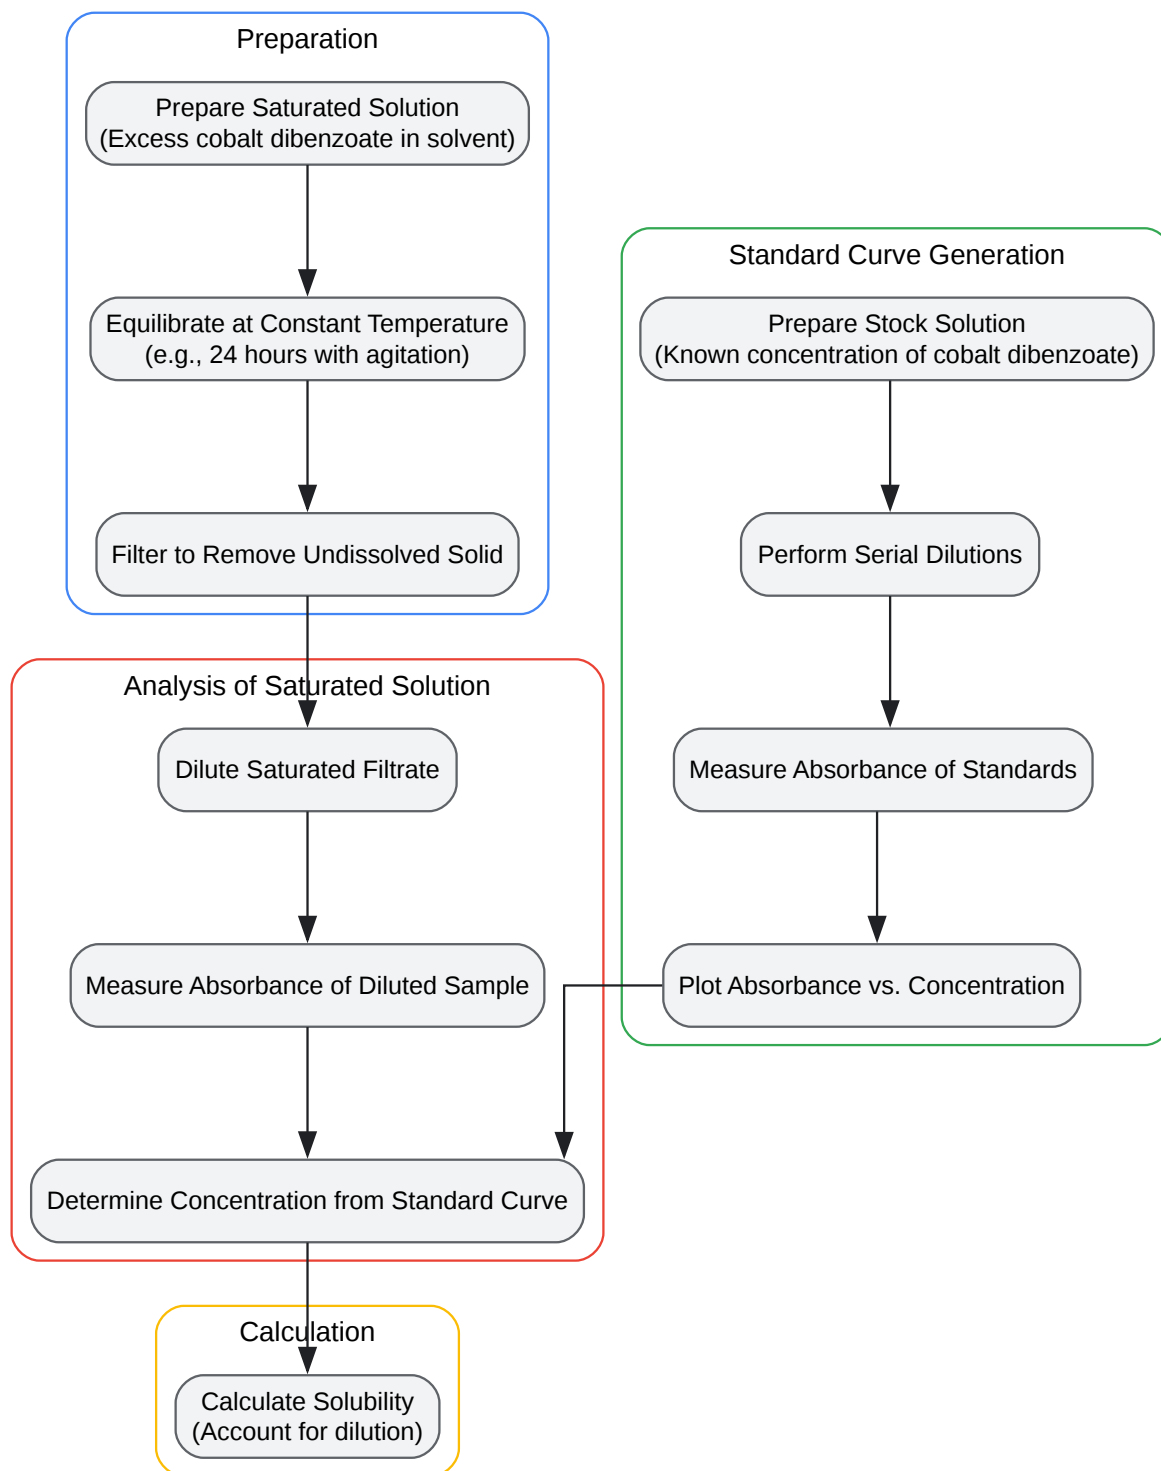 Preparation
Prepare Saturated Solution
(Excess cobalt dibenzoate in solvent)
Equilibrate at Constant Temperature
(e.g., 24 hours with agitation)
Filter to Remove Undissolved Solid
Standard Curve Generation
Prepare Stock Solution
(Known concentration of cobalt dibenzoate)
Perform Serial Dilutions
Measure Absorbance of Standards
Plot Absorbance vs. Concentration
Analysis of Saturated Solution
Dilute Saturated Filtrate
Measure Absorbance of Diluted Sample
Determine Concentration from Standard Curve
Calculation
Calculate Solubility
(Account for dilution)